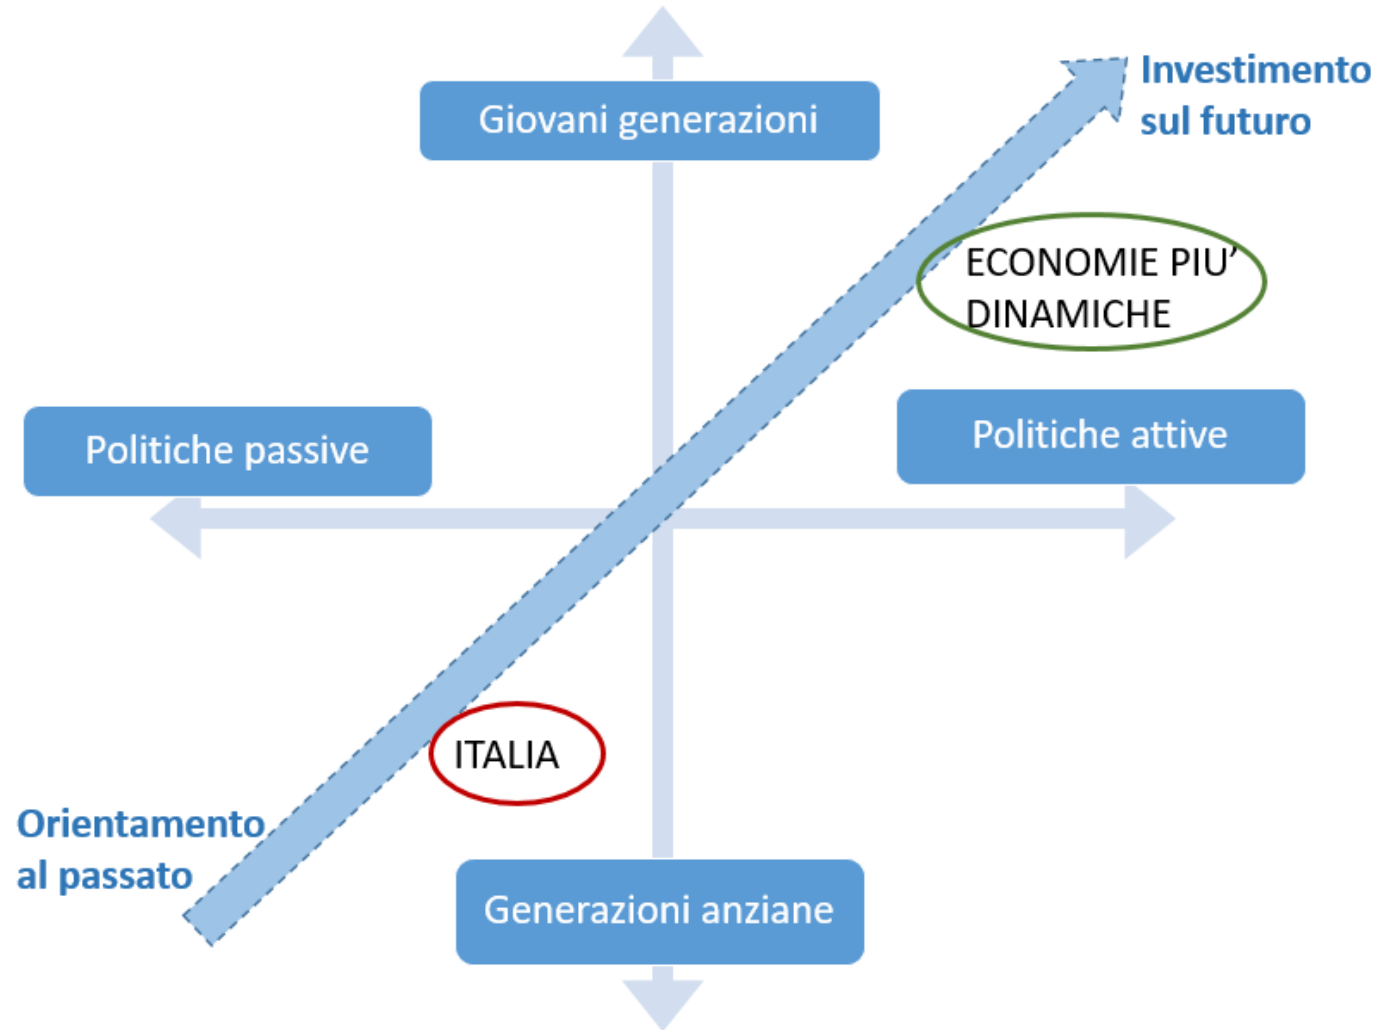 Giovani generazioni
Investimento
sul futuro
ECONOMIE PIU’
DINAMICHE
Politiche passive
Politiche attive
ITALIA
Orientamento
al passato
Generazioni anziane